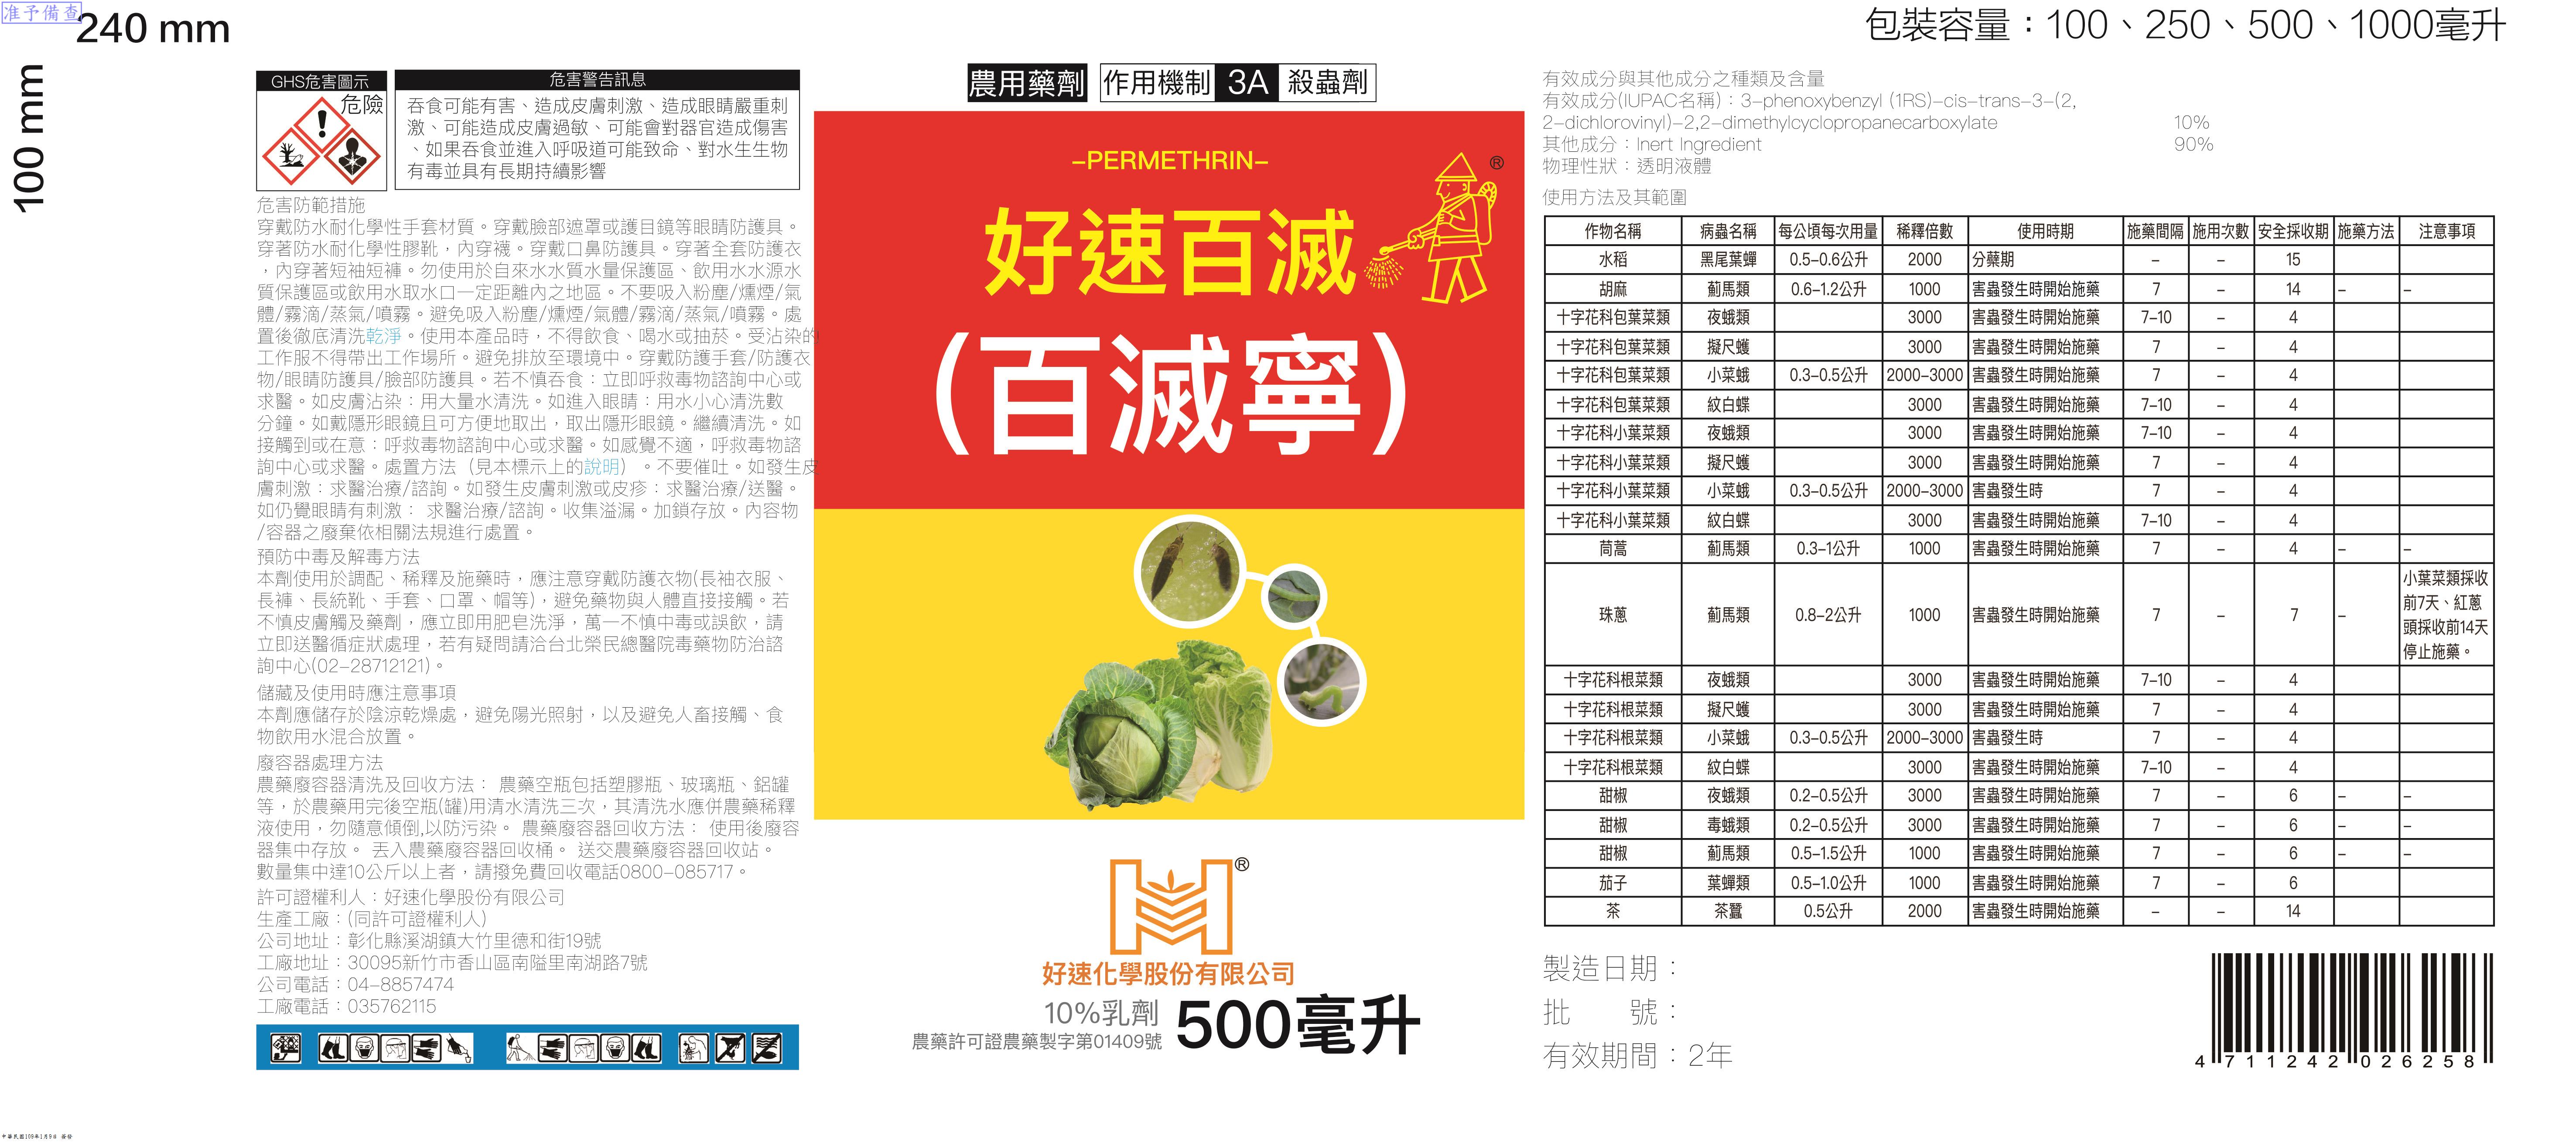 准予備查
240 mm
100 mm
包裝容量：100、250、500、1000毫升
GHS危害圖示
危險
危害警告訊息
吞食可能有害、造成皮膚刺激、造成眼睛嚴重刺
激、可能造成皮膚過敏、可能會對器官造成傷害
、如果吞食並進入呼吸道可能致命、對水生生物
有毒並具有長期持續影響
危害防範措施
穿戴防水耐化學性手套材質。穿戴臉部遮罩或護目鏡等眼睛防護具。
穿著防水耐化學性膠靴，內穿襪。穿戴口鼻防護具。穿著全套防護衣
，內穿著短袖短褲。勿使用於自來水水質水量保護區、飲用水水源水
質保護區或飲用水取水口一定距離內之地區。不要吸入粉塵/燻煙/氣
體/霧滴/蒸氣/噴霧。避免吸入粉塵/燻煙/氣體/霧滴/蒸氣/噴霧。處
置後徹底清洗乾淨。使用本產品時，不得飲食、喝水或抽菸。受沾染的
工作服不得帶出工作場所。避免排放至環境中。穿戴防護手套/防護衣
物/眼睛防護具/臉部防護具。若不慎吞食：立即呼救毒物諮詢中心或
求醫。如皮膚沾染：用大量水清洗。如進入眼睛：用水小心清洗數
分鐘。如戴隱形眼鏡且可方便地取出，取出隱形眼鏡。繼續清洗。如
接觸到或在意：呼救毒物諮詢中心或求醫。如感覺不適，呼救毒物諮
詢中心或求醫。處置方法（見本標示上的說明）。不要催吐。如發生皮
膚刺激：求醫治療/諮詢。如發生皮膚刺激或皮疹：求醫治療/送醫。
如仍覺眼睛有刺激： 求醫治療/諮詢。收集溢漏。加鎖存放。內容物
/容器之廢棄依相關法規進行處置。
預防中毒及解毒方法
本劑使用於調配、稀釋及施藥時，應注意穿戴防護衣物(長袖衣服、
長褲、長統靴、手套、口罩、帽等)，避免藥物與人體直接接觸。若
不慎皮膚觸及藥劑，應立即用肥皂洗淨，萬一不慎中毒或誤飲，請
立即送醫循症狀處理，若有疑問請洽台北榮民總醫院毒藥物防治諮
詢中心(02-28712121)。
儲藏及使用時應注意事項
本劑應儲存於陰涼乾燥處，避免陽光照射，以及避免人畜接觸、食
物飲用水混合放置。
廢容器處理方法
農藥廢容器清洗及回收方法： 農藥空瓶包括塑膠瓶、玻璃瓶、鋁罐
等，於農藥用完後空瓶(罐)用清水清洗三次，其清洗水應併農藥稀釋
液使用，勿隨意傾倒,以防污染。 農藥廢容器回收方法： 使用後廢容
器集中存放。 丟入農藥廢容器回收桶。 送交農藥廢容器回收站。
數量集中達10公斤以上者，請撥免費回收電話0800-085717。
許可證權利人：好速化學股份有限公司
生產工廠：(同許可證權利人)
公司地址：彰化縣溪湖鎮大竹里德和街19號
工廠地址：30095新竹市香山區南隘里南湖路7號
公司電話：04-8857474
工廠電話：035762115
農用藥劑 作用機制 3A 殺蟲劑
-PERMETHRIN-
®
好速百滅
(百滅寧)
®
好速化學股份有限公司
10%乳劑
500毫升
農藥許可證農藥製字第01409號
有效成分與其他成分之種類及含量
有效成分(IUPAC名稱)：3-phenoxybenzyl (1RS)-cis-trans-3-(2,
2-dichlorovinyl)-2,2-dimethylcyclopropanecarboxylate 10%
其他成分：Inert Ingredient 90%
物理性狀：透明液體
使用方法及其範圍
作物名稱 病蟲名稱 每公頃每次用量 稀釋倍數 使用時期 施藥間隔 施用次數 安全採收期 施藥方法 注意事項
水稻 黑尾葉蟬 0.5-0.6公升 2000 分蘖期 - - 15
胡麻 薊馬類 0.6-1.2公升 1000 害蟲發生時開始施藥 7 - 14 - -
十字花科包葉菜類 夜蛾類 3000 害蟲發生時開始施藥 7-10 - 4
十字花科包葉菜類 擬尺蠖 3000 害蟲發生時開始施藥 7 - 4
十字花科包葉菜類 小菜蛾 0.3-0.5公升 2000-3000 害蟲發生時開始施藥 7 - 4
十字花科包葉菜類 紋白蝶 3000 害蟲發生時開始施藥 7-10 - 4
十字花科小葉菜類 夜蛾類 3000 害蟲發生時開始施藥 7-10 - 4
十字花科小葉菜類 擬尺蠖 3000 害蟲發生時開始施藥 7 - 4
十字花科小葉菜類 小菜蛾 0.3-0.5公升 2000-3000 害蟲發生時 7 - 4
十字花科小葉菜類 紋白蝶 3000 害蟲發生時開始施藥 7-10 - 4
茼蒿 薊馬類 0.3-1公升 1000 害蟲發生時開始施藥 7 - 4 - -
珠蔥 薊馬類 0.8-2公升 1000 害蟲發生時開始施藥 7 - 7 -
小葉菜類採收
前7天、紅蔥
頭採收前14天
停止施藥。
十字花科根菜類 夜蛾類 3000 害蟲發生時開始施藥 7-10 - 4
十字花科根菜類 擬尺蠖 3000 害蟲發生時開始施藥 7 - 4
十字花科根菜類 小菜蛾 0.3-0.5公升 2000-3000 害蟲發生時 7 - 4
十字花科根菜類 紋白蝶 3000 害蟲發生時開始施藥 7-10 - 4
甜椒 夜蛾類 0.2-0.5公升 3000 害蟲發生時開始施藥 7 - 6 - -
甜椒 毒蛾類 0.2-0.5公升 3000 害蟲發生時開始施藥 7 - 6 - -
甜椒 薊馬類 0.5-1.5公升 1000 害蟲發生時開始施藥 7 - 6 - -
茄子 葉蟬類 0.5-1.0公升 1000 害蟲發生時開始施藥 7 - 6
茶 茶蠶 0.5公升 2000 害蟲發生時開始施藥 - - 14
製造日期：
批 號：
有效期間：2年
4 711242 026258
中華民國109年1月9日 簽發